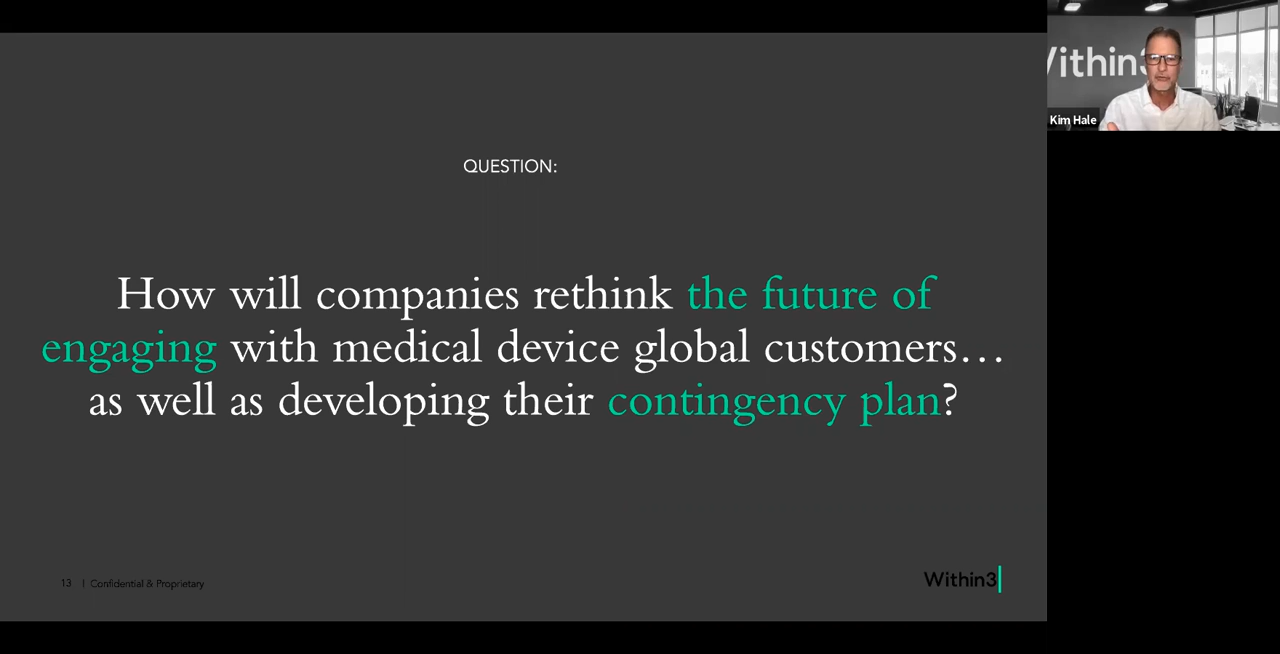 QUESTION:
How will companies rethink the future of
engaging with medical device global customers…
as well as developing their contingency plan?
13 | Confidential & Proprietary
Within3
Within3
Kim Hale